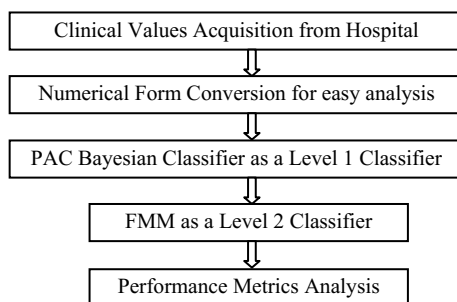 Clinical Values Acquisition from Hospital
Numerical Form Conversion for easy analysis
PAC Bayesian Classifier as a Level 1 Classifier
FMM as a Level 2 Classifier
Performance Metrics Analysis